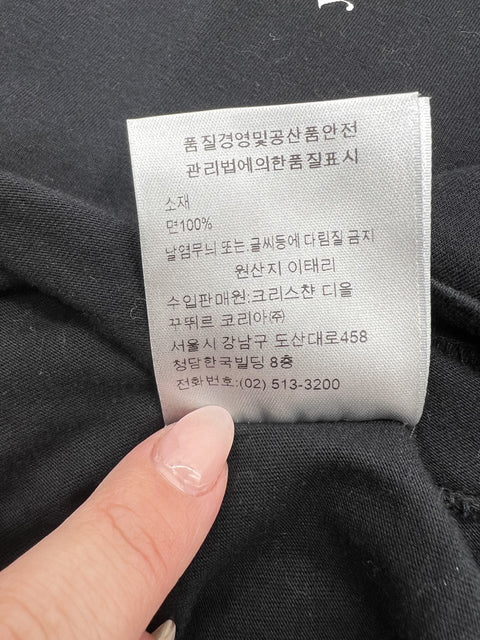 품질경영및공산품안전
관리법에의한품질표시
소재
면100%
날염무늬 또는 글씨등에 다림질 금지
원산지 이태리
수입판매원:크리스챤 디올
꾸뛰르 코리아(주)
서울시 강남구 도산대로458
청담한국빌딩 8층
전화번호:(02) 513-3200